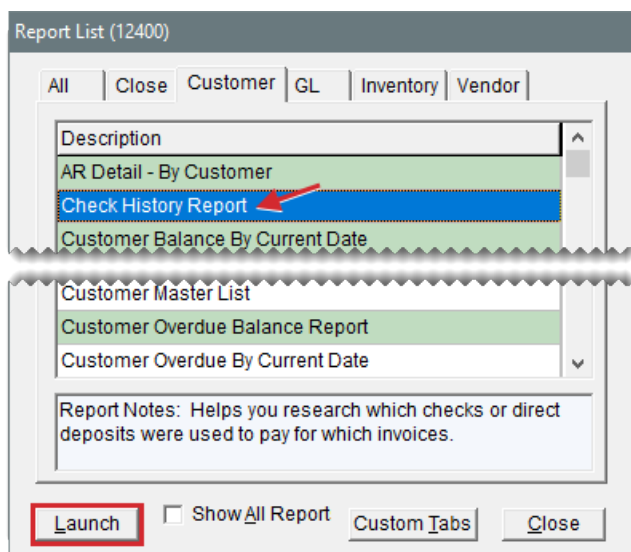 Report List (12400)
All Close Customer GL Inventory Vendor
Description
AR Detail - By Customer
Check History Report
Customer Balance By Current Date
Customer Master List
Customer Overdue Balance Report
Customer Overdue By Current Date
Report Notes: Helps you research which checks or direct
deposits were used to pay for which invoices.
Launch Show All Report Custom Tabs Close